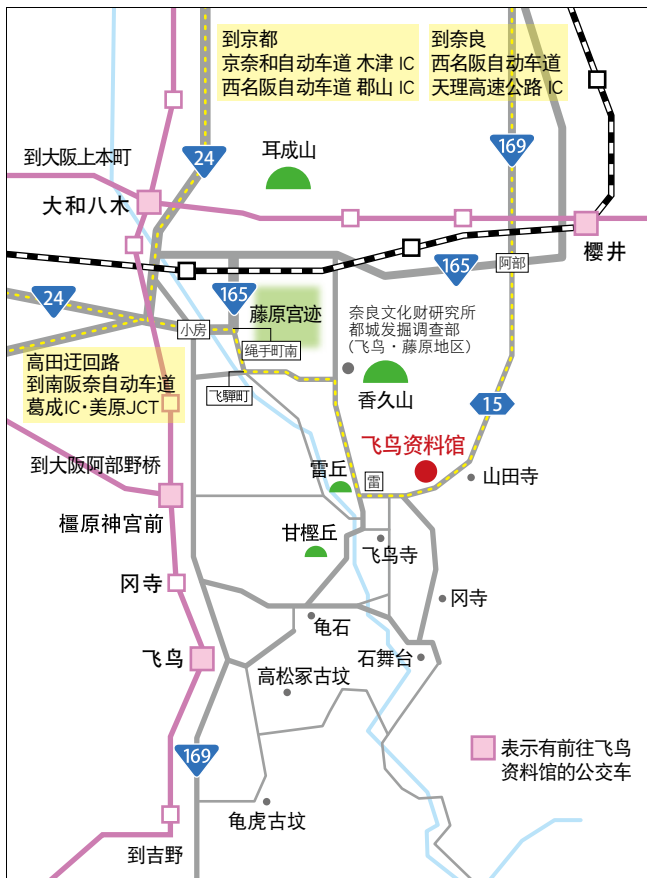 到京都
京奈和自动车道 木津 IC
西名阪自动车道 郡山 IC
到奈良
西名阪自动车道
天理高速公路 IC
24
耳成山
169
到大阪上本町
大和八木
樱井
阿部
165
24
165
藤原宫迹
奈良文化财研究所
都城发掘调查部
（飞鸟・藤原地区）
小房
绳手町南
高田迂回路
到南阪奈自动车道
葛成IC・美原JCT
飞驒町
香久山
15
飞鸟资料馆
到大阪阿部野桥
雷丘
雷
山田寺
橿原神宫前
甘樫丘
飞鸟寺
冈寺
冈寺
龟石
飞鸟
石舞台
高松冢古坟
169
表示有前往飞鸟
资料馆的公交车
龟虎古坟
到吉野